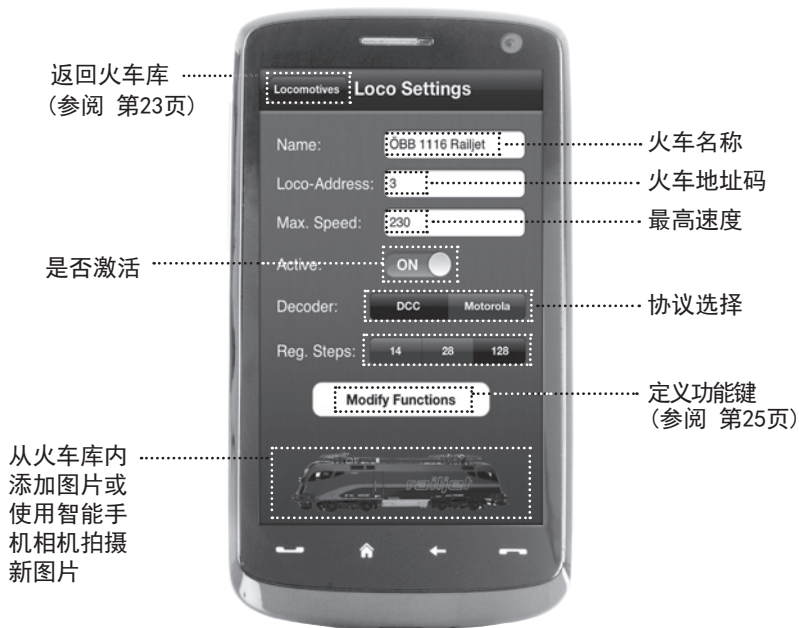 返回火车库
(参阅 第23页)
Locomotives
Loco Settings
Name:
ÖBB 1116 Railjet
火车名称
Loco-Address:
3
火车地址码
Max. Speed:
230
最高速度
是否激活
Active:
ON
Decoder:
DCC
Motorola
协议选择
Reg. Steps:
14
28
128
Modify Functions
定义功能键
(参阅 第25页)
从火车库内
添加图片或
使用智能手
机相机拍摄
新图片
railjet